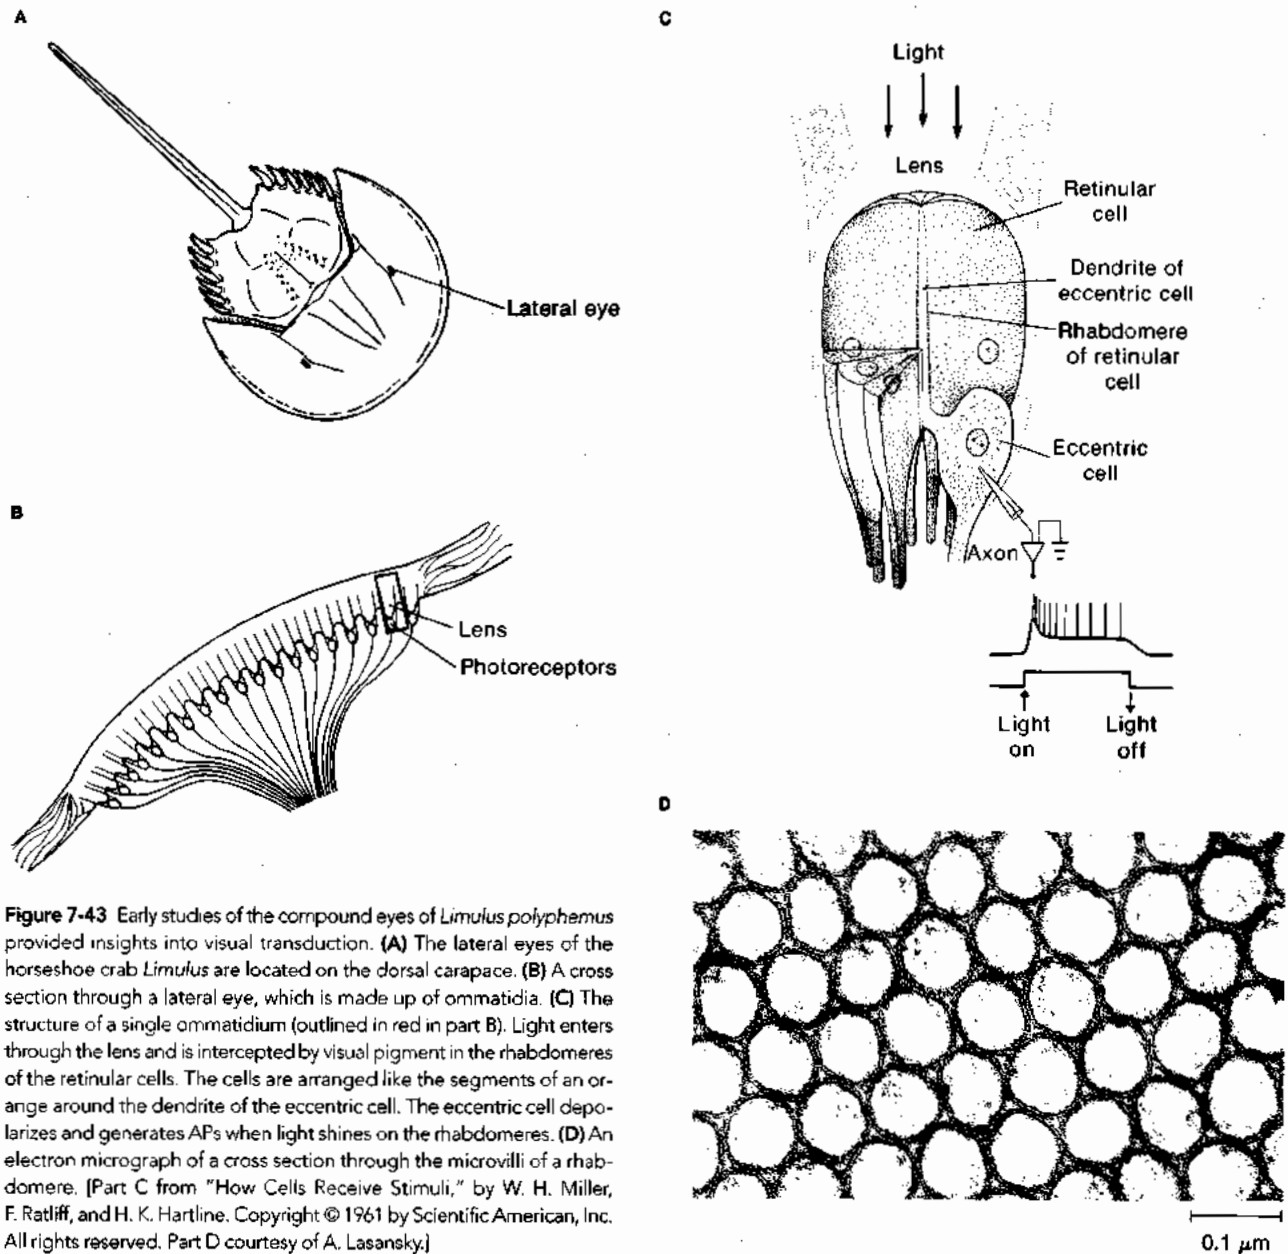 A
Lateral eye
B
Lens
Photoreceptors
Figure 7-43 Early studies of the compound eyes of Limulus polyphemus
provided insights into visual transduction. (A) The lateral eyes of the
horseshoe crab Limulus are located on the dorsal carapace. (B) A cross
section through a lateral eye, which is made up of ommatidia. (C) The
structure of a single ommatidium (outlined in red in part B). Light enters
through the lens and is intercepted by visual pigment in the rhabdomeres
of the retinular cells. The cells are arranged like the segments of an or-
ange around the dendrite of the eccentric cell. The eccentric cell depo-
larizes and generates APs when light shines on the rhabdomeres. (D) An
electron micrograph of a cross section through the microvilli of a rhab-
domere. [Part C from "How Cells Receive Stimuli," by W. H. Miller,
F. Ratliff, and H. K. Hartline. Copyright © 1961 by Scientific American, Inc.
All rights reserved. Part D courtesy of A. Lasansky.]
C
Light
Lens
Retinular
cell
Dendrite of
eccentric cell
Rhabdomere
of retinular
cell
Eccentric
cell
Axon
Light
on
Light
off
D
0.1 μm